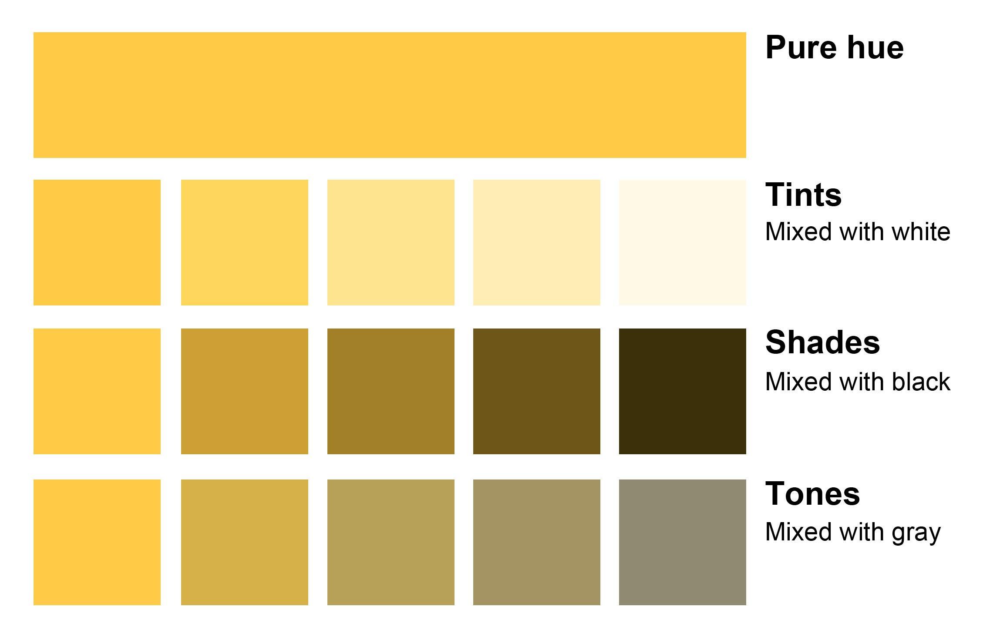 Pure hue
Tints
Mixed with white
Shades
Mixed with black
Tones
Mixed with gray